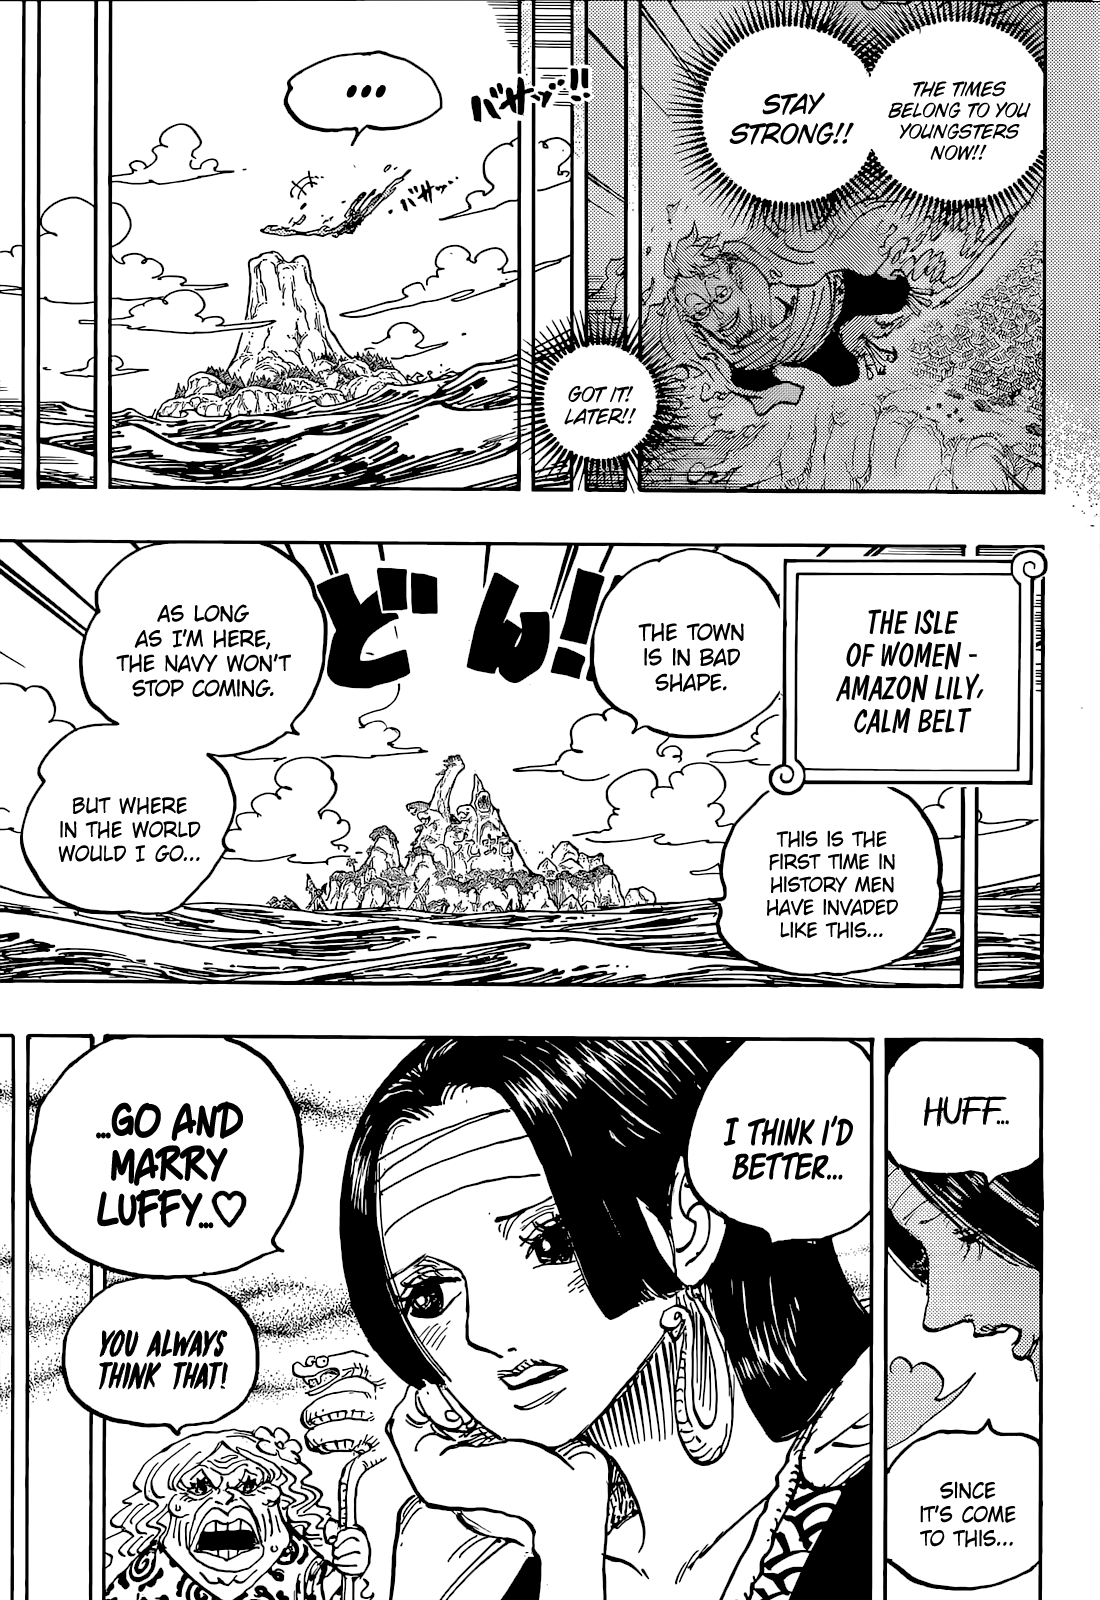 THE TIMES
BELONG TO YOU
YOUNGSTERS
NOW!!
STAY
STRONG!!
GOT IT!
LATER!!
バサッ!!
...
バサッ
THE ISLE
OF WOMEN -
AMAZON LILY,
CALM BELT
どん!!
THE TOWN
IS IN BAD
SHAPE.
THIS IS THE
FIRST TIME IN
HISTORY MEN
HAVE INVADED
LIKE THIS...
AS LONG
AS I'M HERE,
THE NAVY WON'T
STOP COMING.
BUT WHERE
IN THE WORLD
WOULD I GO...
HUFF...
SINCE
IT'S COME
TO THIS...
I THINK I'D
BETTER...
...GO AND
MARRY
LUFFY...♡
YOU ALWAYS
THINK THAT!